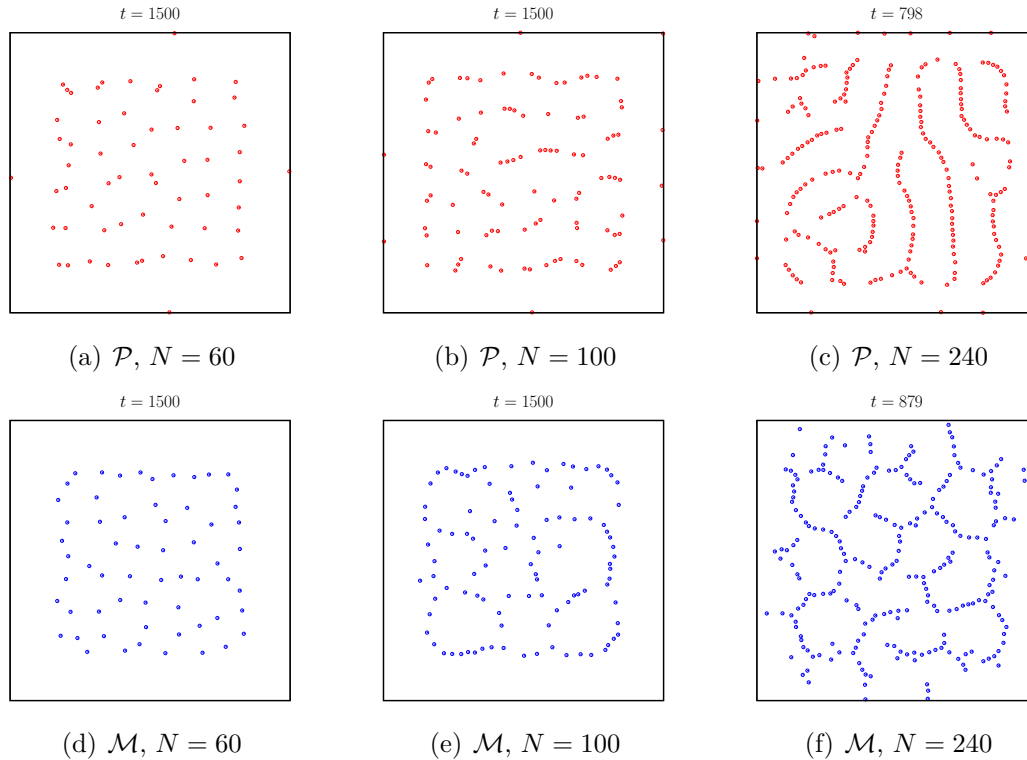 t = 1500
t = 1500
t = 798
(a) 𝒫, N = 60
(b) 𝒫, N = 100
(c) 𝒫, N = 240
t = 1500
t = 1500
t = 879
(d) ℳ, N = 60
(e) ℳ, N = 100
(f) ℳ, N = 240